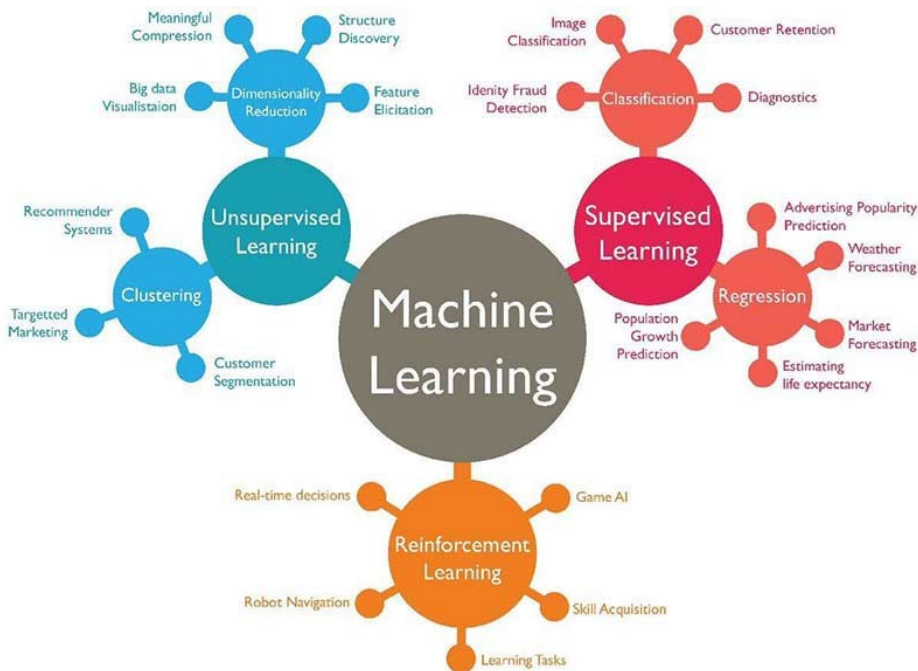 Meaningful
Compression
Structure
Discovery
Big data
Visualistaion
Dimensionality
Reduction
Feature
Elicitation
Image
Classification
Customer Retention
Idenity Fraud
Detection
Classification
Diagnostics
Unsupervised
Learning
Supervised
Learning
Recommender
Systems
Clustering
Targetted
Marketing
Customer
Segmentation
Machine
Learning
Advertising Popularity
Prediction
Weather
Forecasting
Regression
Population
Growth
Prediction
Market
Forecasting
Estimating
life expectancy
Real-time decisions
Game AI
Reinforcement
Learning
Robot Navigation
Skill Acquisition
Learning Tasks